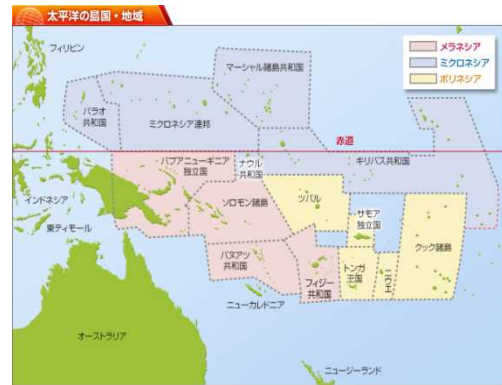 太平洋の島国・地域
メラネシア
ミクロネシア
ポリネシア
フィリピン
マーシャル諸島共和国
パラオ
共和国
ミクロネシア連邦
赤道
パプアニューギニア
独立国
ナウル
共和国
キリバス共和国
インドネシア
ソロモン諸島
ツバル
サモア
独立国
東ティモール
クック諸島
バヌアツ
共和国
フィジー
共和国
トンガ
王国
ニウエ
ニューカレドニア
オーストラリア
ニュージーランド